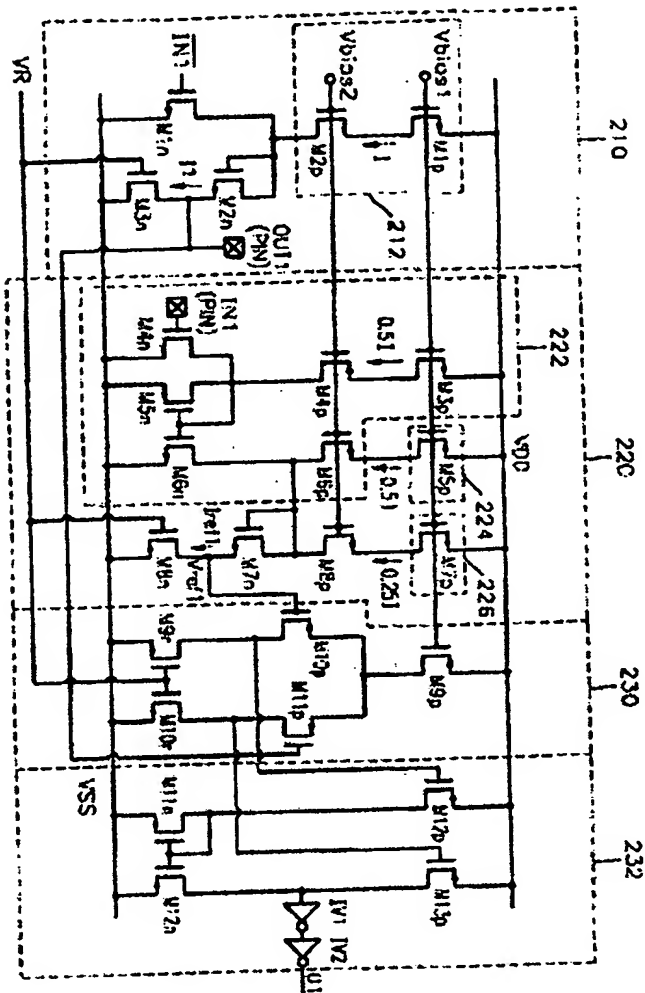 210
220
230
232
212
222
224
226
VDD
Vbias1
Vbias2
M1p
M2p
I
M3p
M4p
0.5I
M5p
M6p
0.5I
M7p
M8p
0.25I
M9p
M10p
M11p
M12p
M13p
IN1
M1n
M2n
M3n
I2
OUT1
(PIN)
IN1
(PIN)
M4n
M5n
M6n
M7n
M8n
Iref1
Vref1
M9n
M10n
M11n
M12n
IV1
IV2
VR
VSS